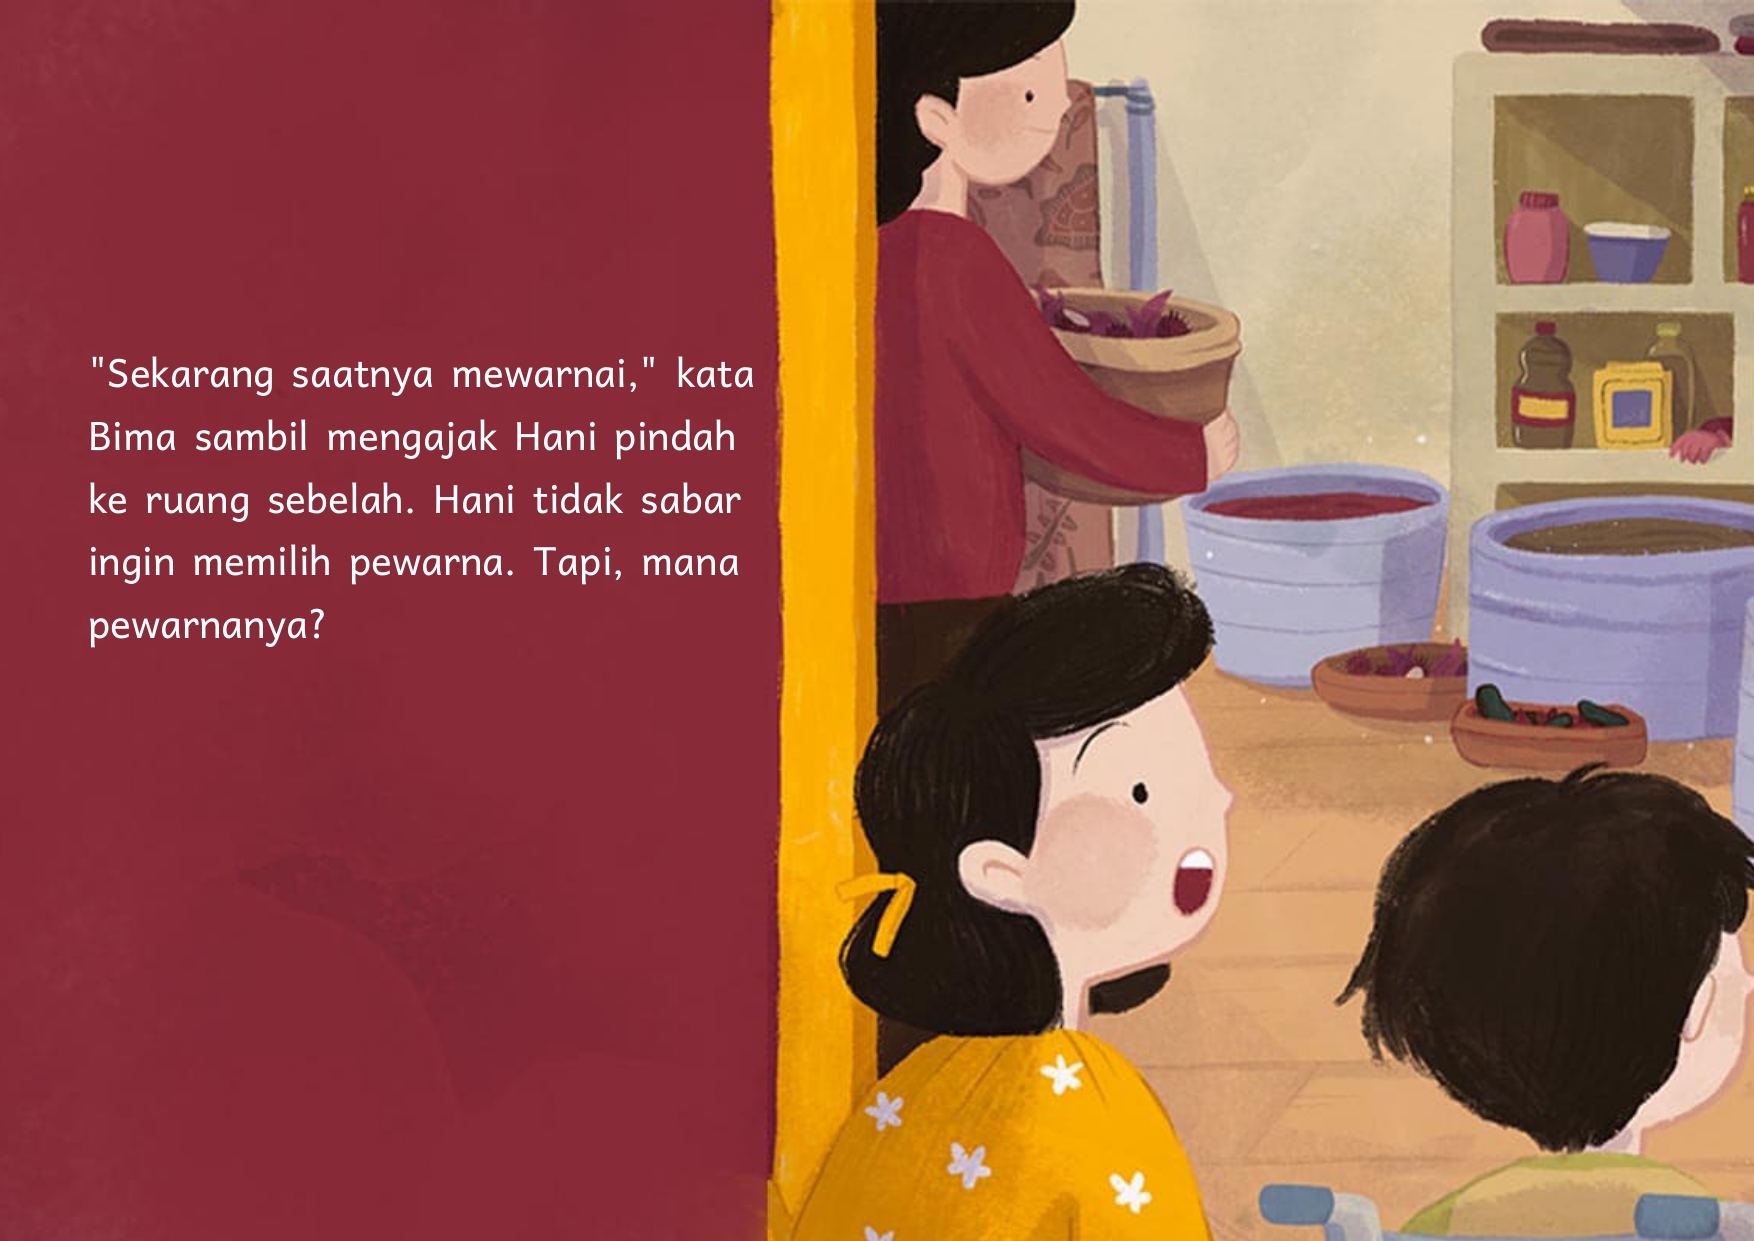 "Sekarang saatnya mewarnai," kata
Bima sambil mengajak Hani pindah
ke ruang sebelah. Hani tidak sabar
ingin memilih pewarna. Tapi, mana
pewarnanya?